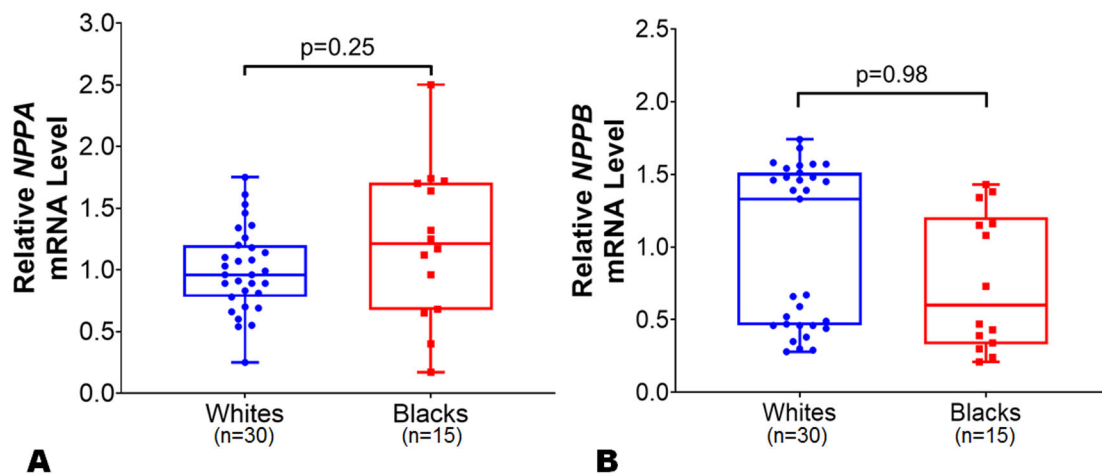 Relative NPPA
mRNA Level
3.0
2.5
2.0
1.5
1.0
0.5
0.0
p=0.25
Whites
(n=30)
Blacks
(n=15)
A
Relative NPPB
mRNA Level
2.5
2.0
1.5
1.0
0.5
0.0
p=0.98
Whites
(n=30)
Blacks
(n=15)
B